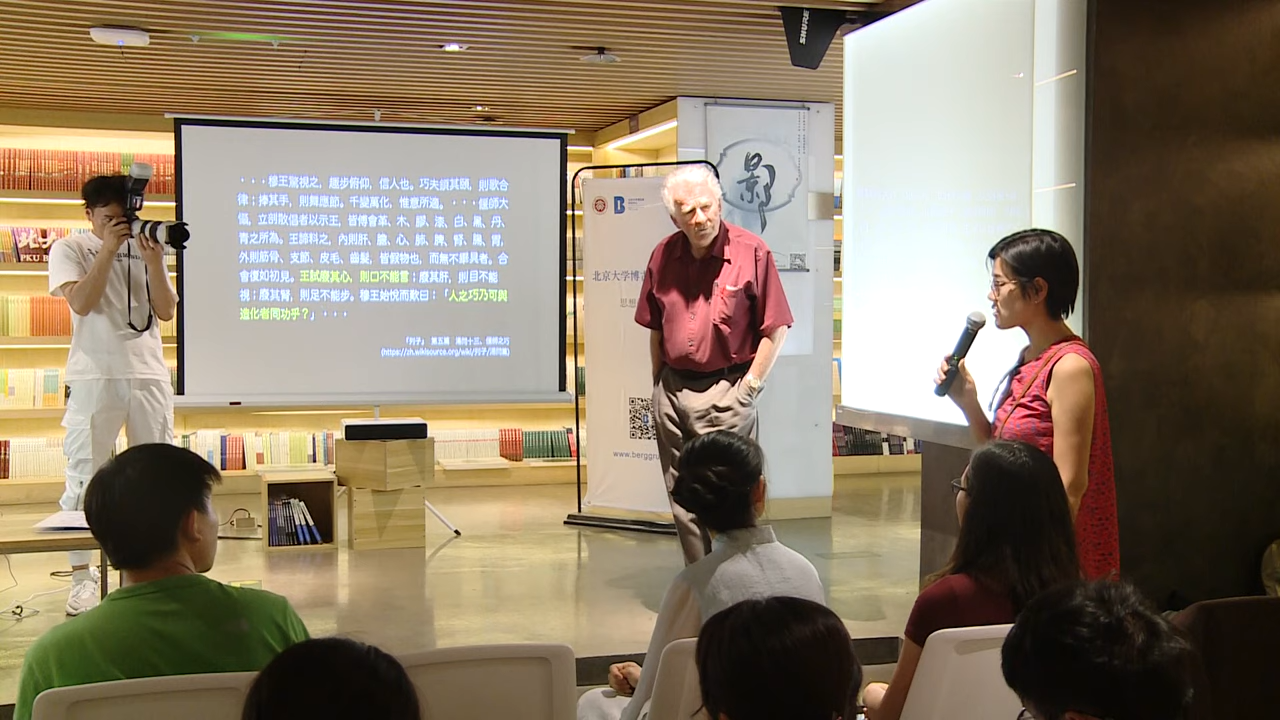 ・・・穆王驚視之，趣步俯仰，信人也。巧夫顉其頤，則歌合
律；捧其手，則舞應節。千變萬化，惟意所適。・・・偃師大
懾，立剖散倡者以示王，皆傅會革、木、膠、漆、白、黑、丹、
青之所為。王諦料之，內則肝、膽、心、肺、脾、腎、腸、胃，
外則筋骨、支節、皮毛、齒髮，皆假物也，而無不畢具者。合
會復如初見。王試廢其心，則口不能言；廢其肝，則目不能
視；廢其腎，則足不能步。穆王始悅而歎曰：「人之巧乃可與
造化者同功乎？」・・・
『列子』 第五篇 湯問十三、偃師之巧
(https://zh.wikisource.org/wiki/列子/湯問篇)
SHURE
影
北京大学博
www.berggru
PKU B